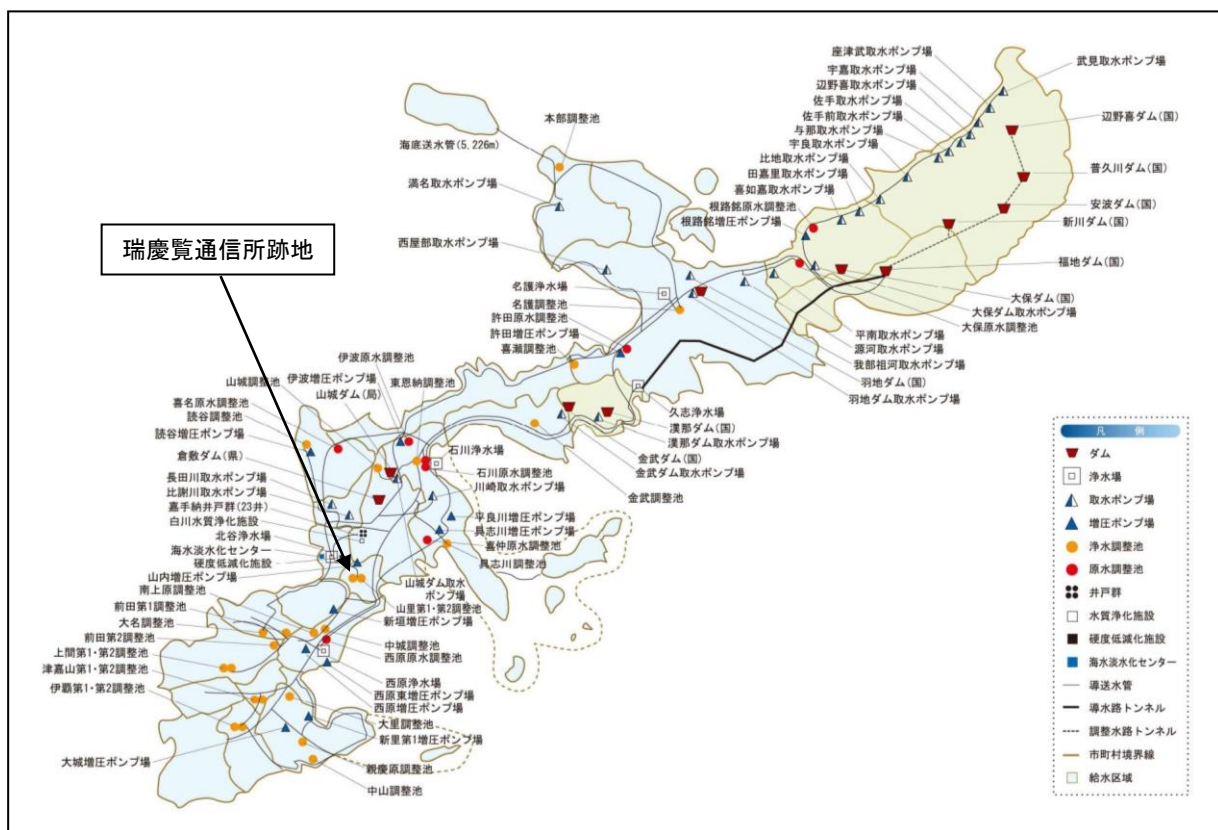 座津武取水ポンプ場
宇嘉取水ポンプ場
辺野喜取水ポンプ場
佐手取水ポンプ場
佐手前取水ポンプ場
与那取水ポンプ場
宇良取水ポンプ場
比地取水ポンプ場
田嘉里取水ポンプ場
喜如嘉取水ポンプ場
根路銘原水調整池
根路銘増圧ポンプ場
武見取水ポンプ場
辺野喜ダム(国)
普久川ダム(国)
安波ダム(国)
新川ダム(国)
福地ダム(国)
大保ダム(国)
大保ダム取水ポンプ場
大保原水調整池
平南取水ポンプ場
源河取水ポンプ場
我部祖河取水ポンプ場
羽地ダム(国)
羽地ダム取水ポンプ場
本部調整池
海底送水管(5,226m)
満名取水ポンプ場
西屋部取水ポンプ場
名護浄水場
名護調整池
許田原水調整池
許田増圧ポンプ場
喜瀬調整池
瑞慶覧通信所跡地
伊波原水調整池
伊波増圧ポンプ場
東恩納調整池
山城調整池
山城ダム(局)
喜名原水調整池
読谷調整池
読谷増圧ポンプ場
倉敷ダム(県)
長田川取水ポンプ場
比謝川取水ポンプ場
嘉手納井戸群(23井)
白川水質浄化施設
北谷浄水場
海水淡水化センター
硬度低減化施設
山内増圧ポンプ場
南上原調整池
前田第1調整池
大名調整池
前田第2調整池
上間第1・第2調整池
津嘉山第1・第2調整池
伊覇第1・第2調整池
大城増圧ポンプ場
久志浄水場
漢那ダム(国)
漢那ダム取水ポンプ場
金武ダム(国)
金武ダム取水ポンプ場
金武調整池
石川浄水場
石川原水調整池
川崎取水ポンプ場
平良川増圧ポンプ場
具志川増圧ポンプ場
喜仲原水調整池
具志川調整池
山城ダム取水
ポンプ場
山里第1・第2調整池
新垣増圧ポンプ場
中城調整池
西原原水調整池
西原浄水場
西原東増圧ポンプ場
西原増圧ポンプ場
大里調整池
新里第1増圧ポンプ場
親慶原調整池
中山調整池
凡例
ダム
浄水場
取水ポンプ場
増圧ポンプ場
浄水調整池
原水調整池
井戸群
水質浄化施設
硬度低減化施設
海水淡水化センター
導送水管
導水路トンネル
調整水路トンネル
市町村境界線
給水区域